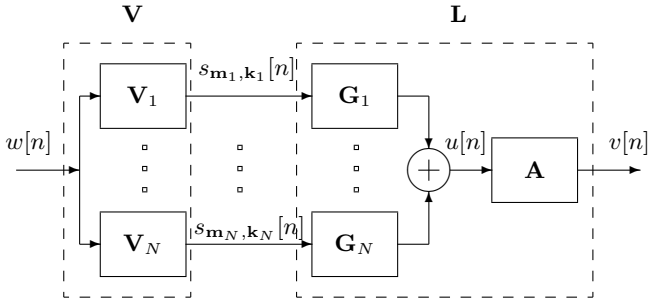 V L
s_{m_1,k_1}[n]
V_1 G_1
w[n] u[n] A v[n]
s_{m_N,k_N}[n]
V_N G_N